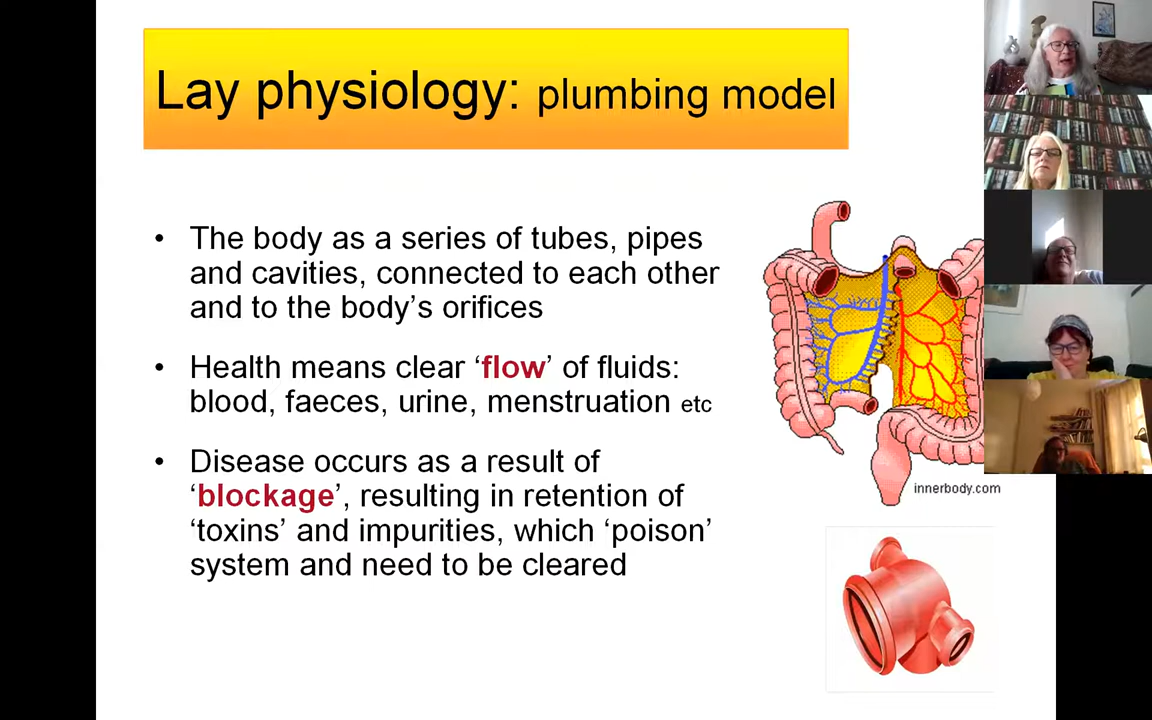 Lay physiology: plumbing model
• The body as a series of tubes, pipes
and cavities, connected to each other
and to the body’s orifices
• Health means clear ‘flow’ of fluids:
blood, faeces, urine, menstruation etc
• Disease occurs as a result of
‘blockage’, resulting in retention of
‘toxins’ and impurities, which ‘poison’
system and need to be cleared
innerbody.com